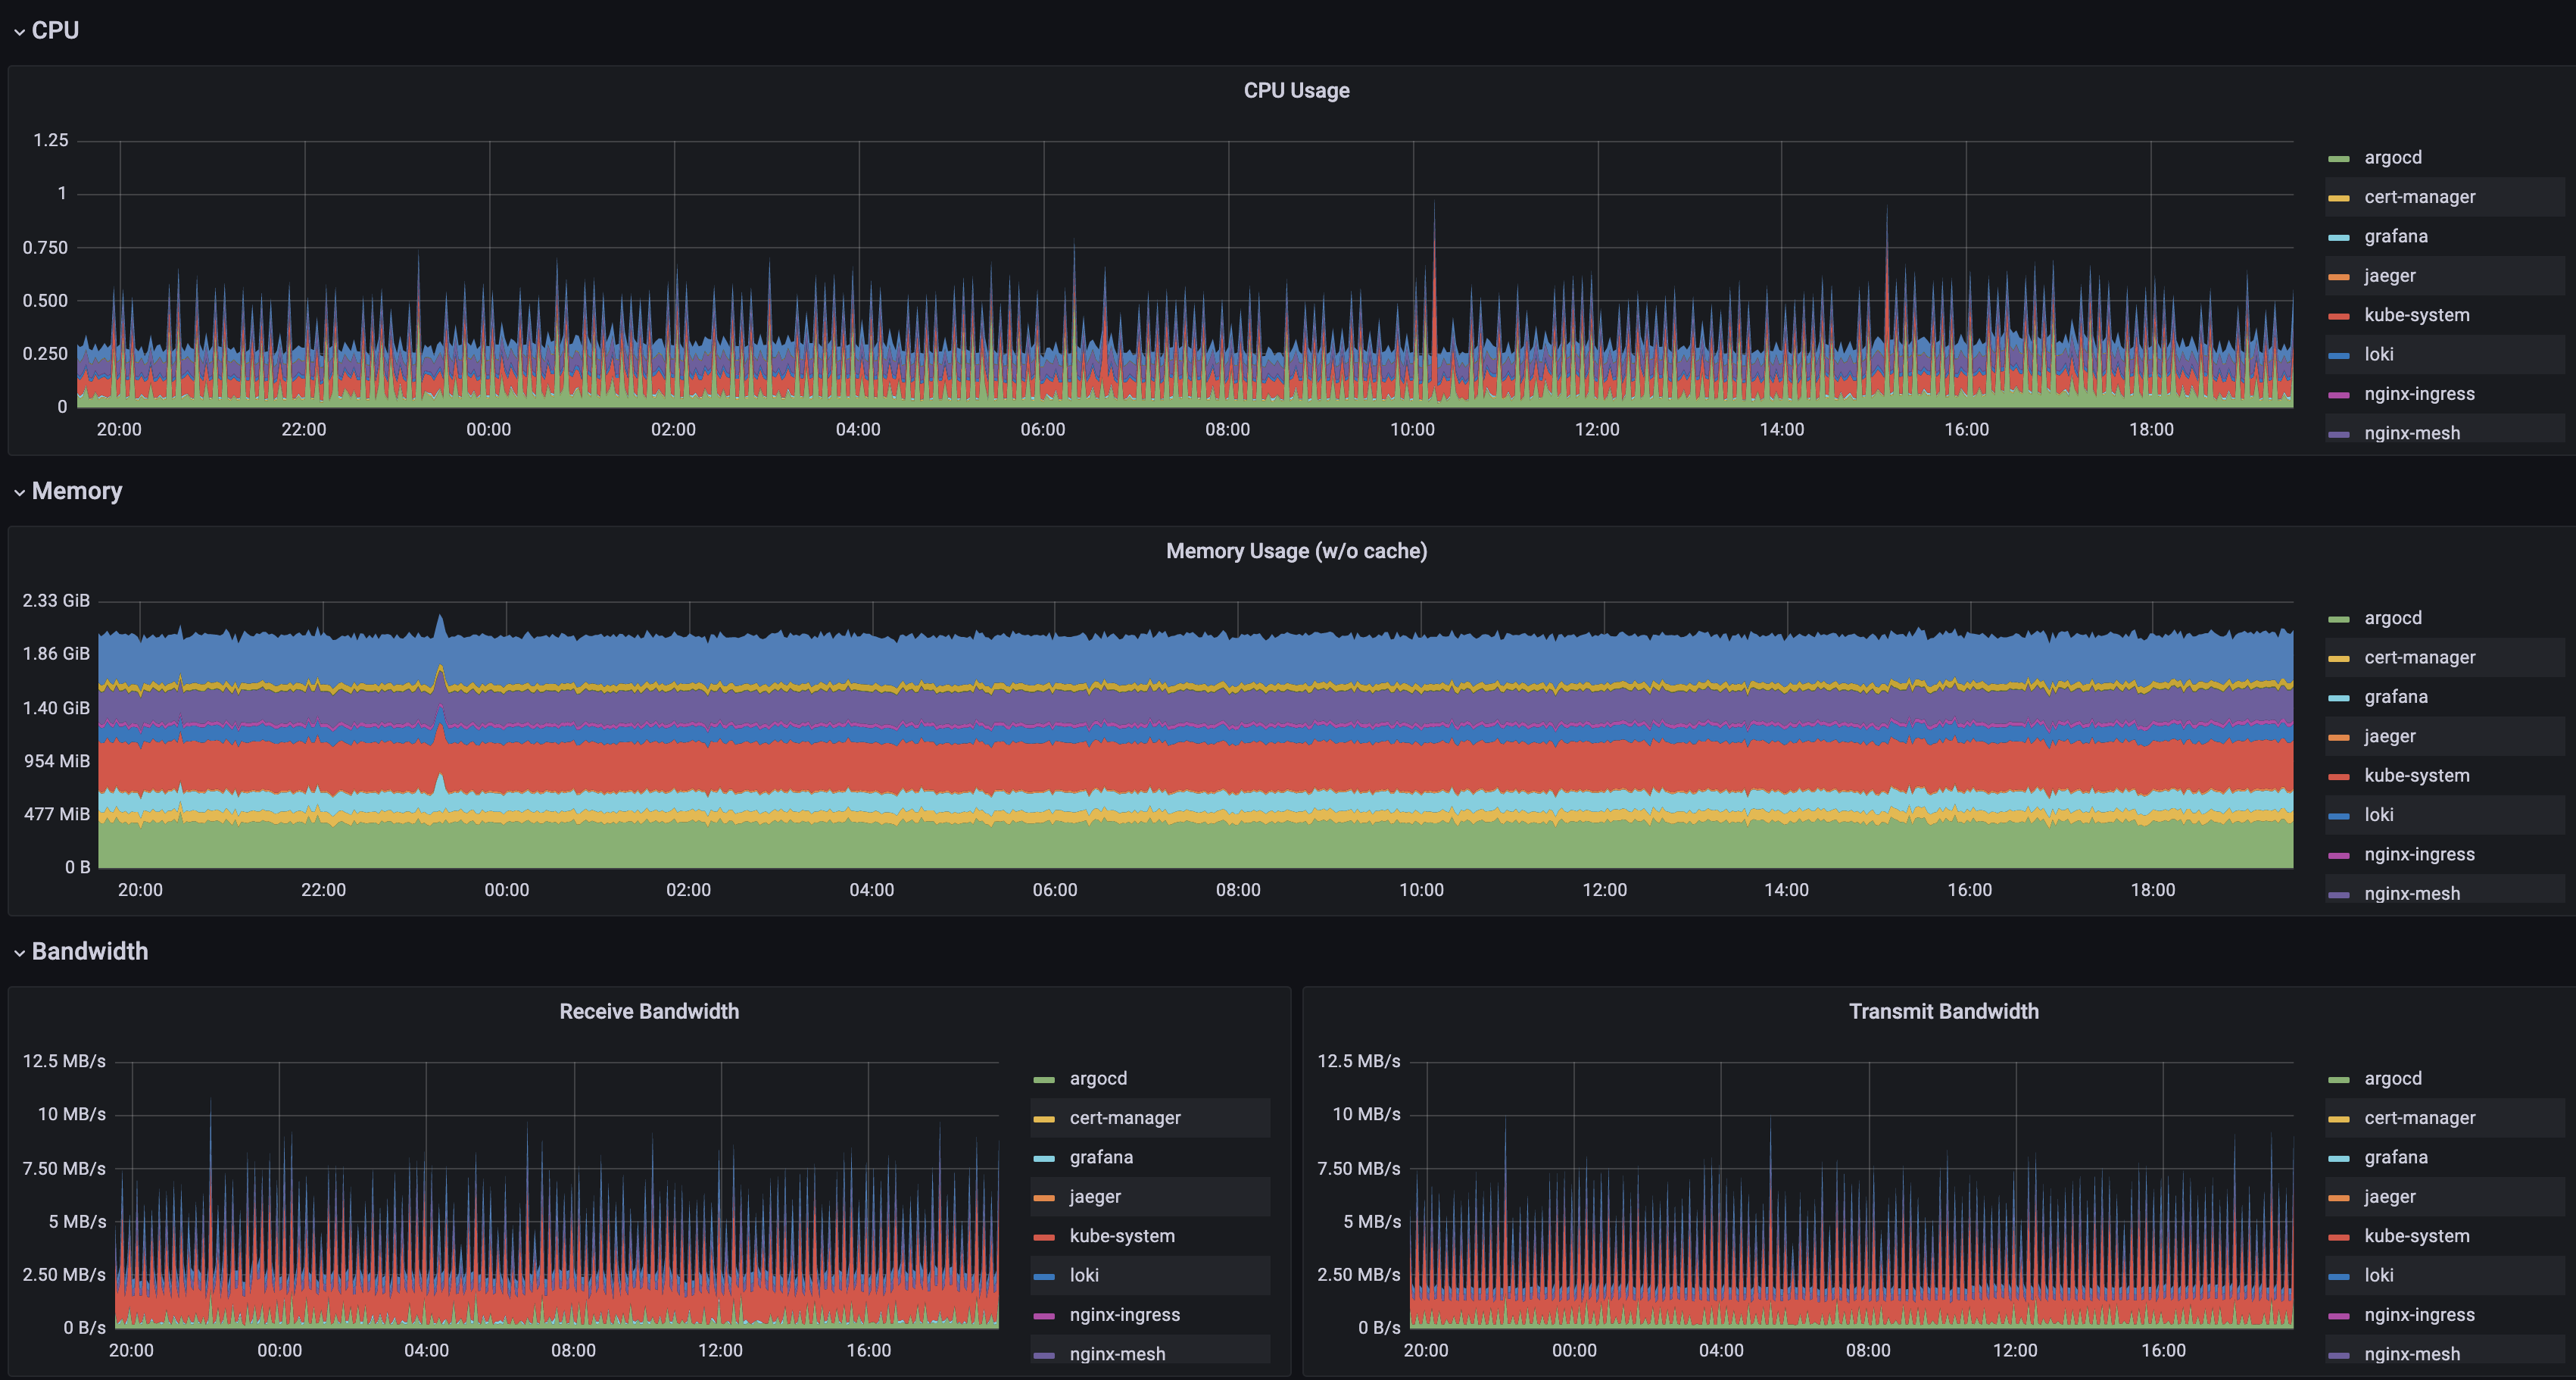 CPU
CPU Usage
1.25
1
0.750
0.500
0.250
0
20:00 22:00 00:00 02:00 04:00 06:00 08:00 10:00 12:00 14:00 16:00 18:00
argocd
cert-manager
grafana
jaeger
kube-system
loki
nginx-ingress
nginx-mesh
Memory
Memory Usage (w/o cache)
2.33 GiB
1.86 GiB
1.40 GiB
954 MiB
477 MiB
0 B
20:00 22:00 00:00 02:00 04:00 06:00 08:00 10:00 12:00 14:00 16:00 18:00
argocd
cert-manager
grafana
jaeger
kube-system
loki
nginx-ingress
nginx-mesh
Bandwidth
Receive Bandwidth
12.5 MB/s
10 MB/s
7.50 MB/s
5 MB/s
2.50 MB/s
0 B/s
20:00 00:00 04:00 08:00 12:00 16:00
argocd
cert-manager
grafana
jaeger
kube-system
loki
nginx-ingress
nginx-mesh
Transmit Bandwidth
12.5 MB/s
10 MB/s
7.50 MB/s
5 MB/s
2.50 MB/s
0 B/s
20:00 00:00 04:00 08:00 12:00 16:00
argocd
cert-manager
grafana
jaeger
kube-system
loki
nginx-ingress
nginx-mesh